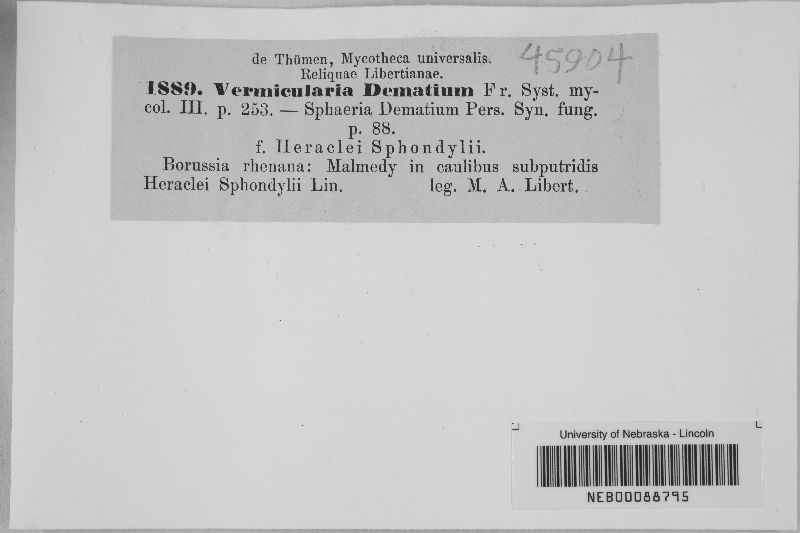 de Thümen, Mycotheca universalis.
45904
Reliquae Libertianae.
1889. Vermicularia Dematium Fr. Syst. my-
col. III. p. 253. — Sphaeria Dematium Pers. Syn. fung.
p. 88.
f. Heraclei Sphondylii.
Borussia rhenana: Malmedy in caulibus subputridis
Heraclei Sphondylii Lin. leg. M. A. Libert.
University of Nebraska - Lincoln
NEB00088795